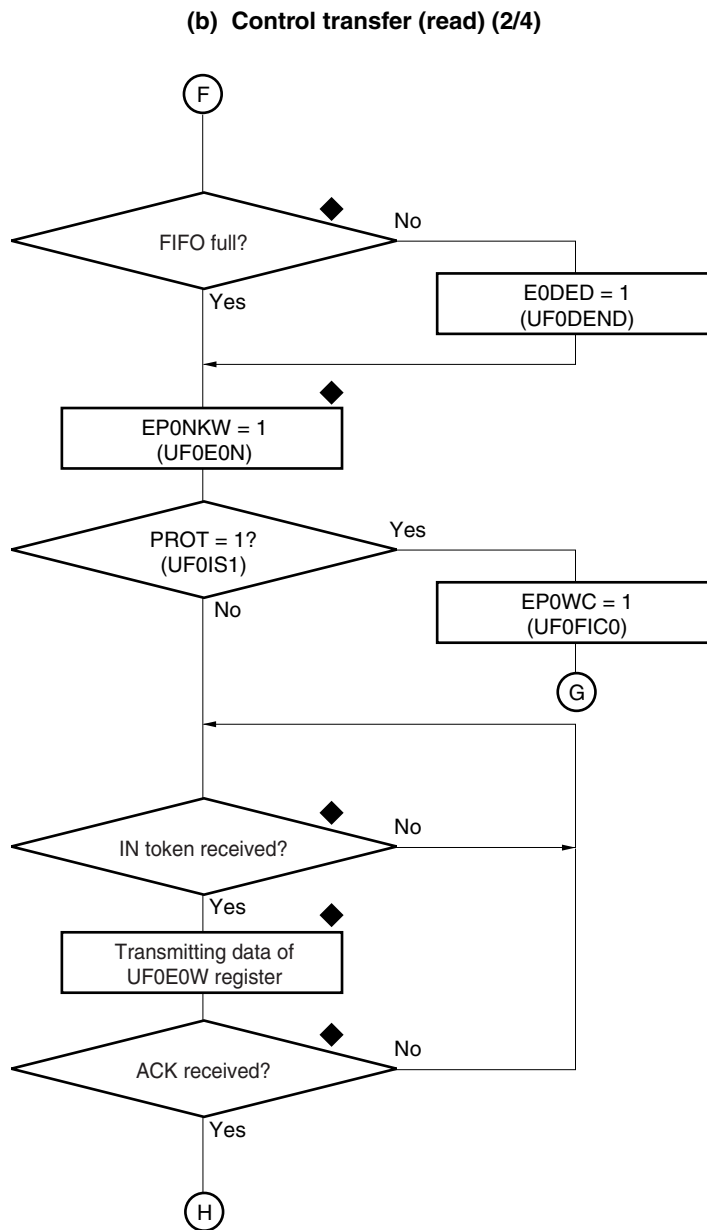 (b) Control transfer (read) (2/4)
F
FIFO full?
No
Yes
E0DED = 1
(UF0DEND)
EP0NKW = 1
(UF0E0N)
PROT = 1?
(UF0IS1)
Yes
No
EP0WC = 1
(UF0FIC0)
G
IN token received?
No
Yes
Transmitting data of
UF0E0W register
ACK received?
No
Yes
H